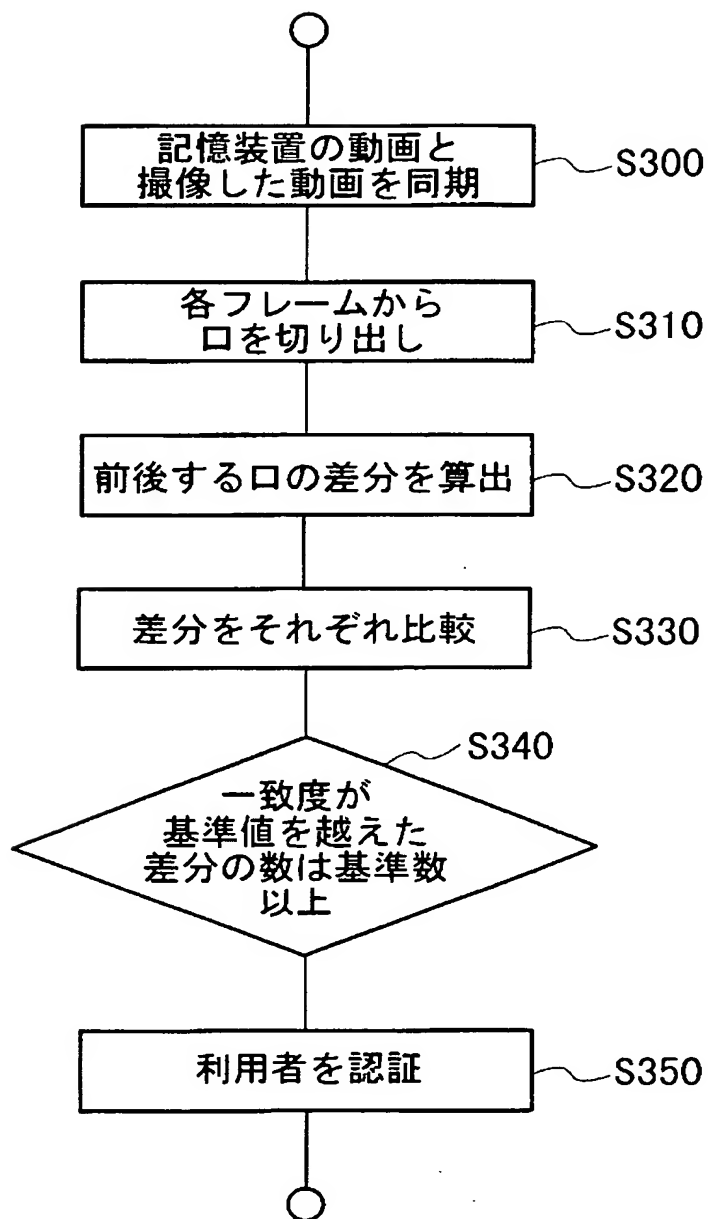 記憶装置の動画と
撮像した動画を同期
S300
各フレームから
口を切り出し
S310
前後する口の差分を算出
S320
差分をそれぞれ比較
S330
S340
一致度が
基準値を越えた
差分の数は基準数
以上
利用者を認証
S350